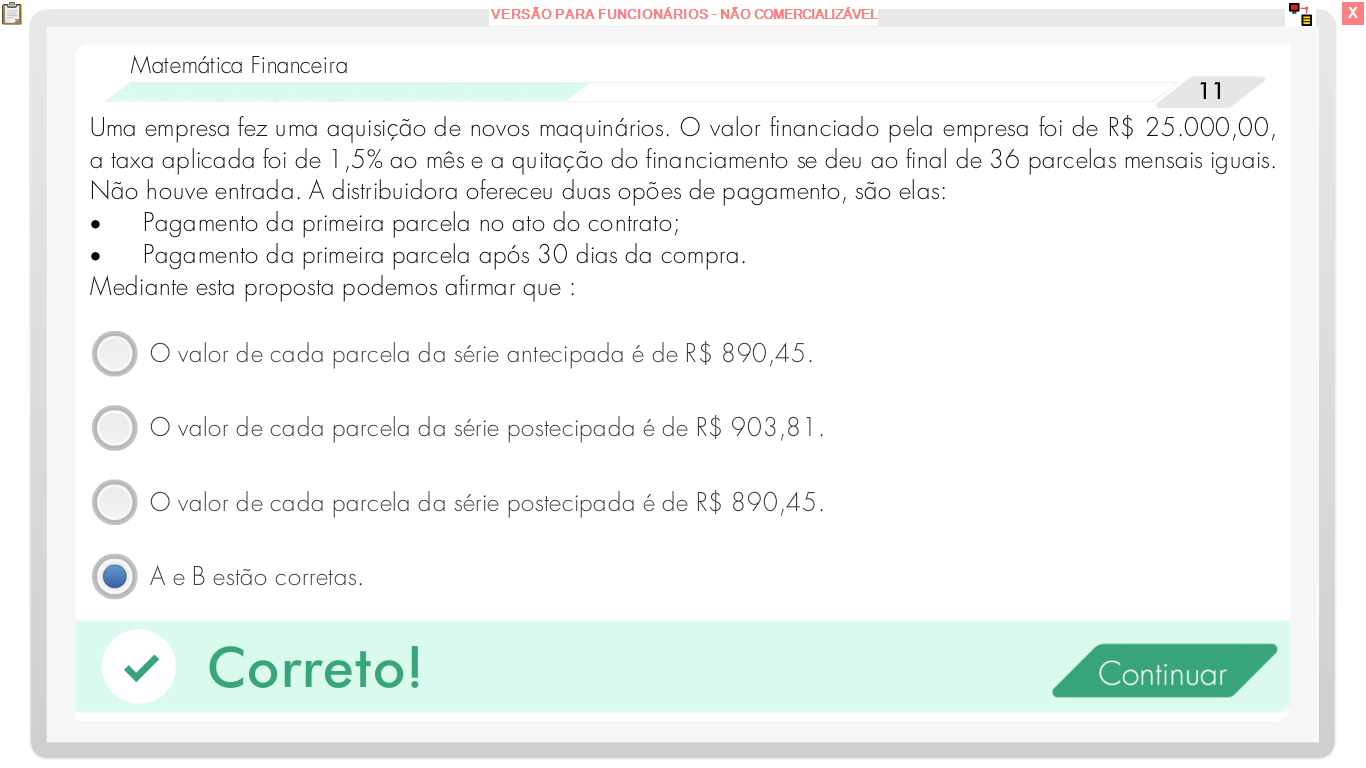 VERSÃO PARA FUNCIONÁRIOS - NÃO COMERCIALIZÁVEL
X
Matemática Financeira
11
Uma empresa fez uma aquisição de novos maquinários. O valor financiado pela empresa foi de R$ 25.000,00,
a taxa aplicada foi de 1,5% ao mês e a quitação do financiamento se deu ao final de 36 parcelas mensais iguais.
Não houve entrada. A distribuidora ofereceu duas opões de pagamento, são elas:
• Pagamento da primeira parcela no ato do contrato;
• Pagamento da primeira parcela após 30 dias da compra.
Mediante esta proposta podemos afirmar que :
O valor de cada parcela da série antecipada é de R$ 890,45.
O valor de cada parcela da série postecipada é de R$ 903,81.
O valor de cada parcela da série postecipada é de R$ 890,45.
A e B estão corretas.
Correto!
Continuar